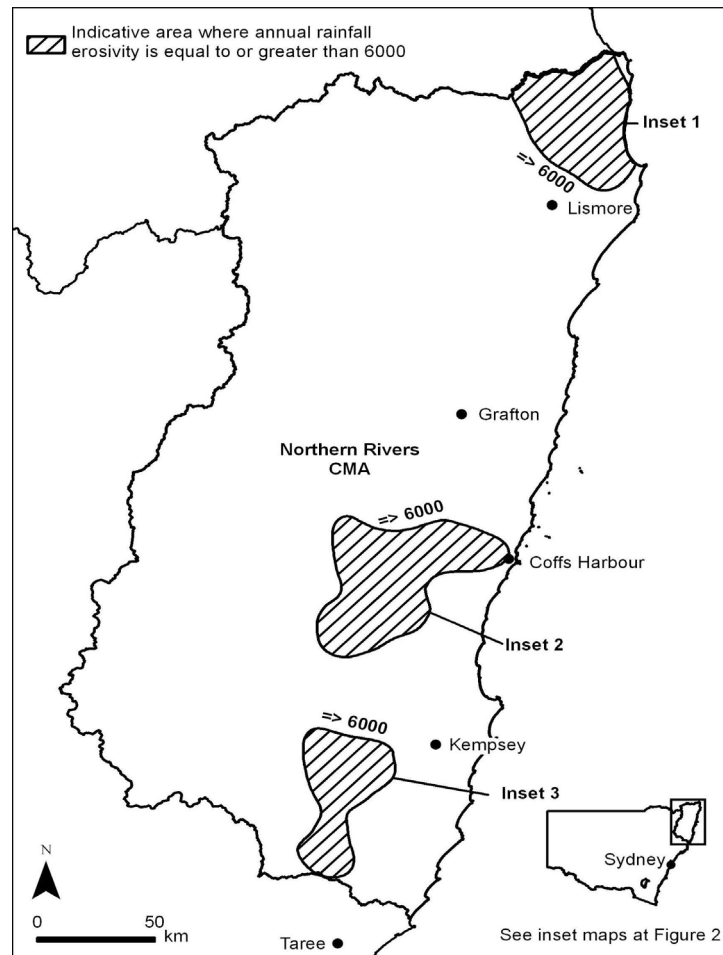 Indicative area where annual rainfall
erosivity is equal to or greater than 6000
Inset 1
=> 6000
Lismore
Grafton
Northern Rivers
CMA
=> 6000
Coffs Harbour
Inset 2
=> 6000
Kempsey
Inset 3
N
Sydney
0 50
km
Taree
See inset maps at Figure 2